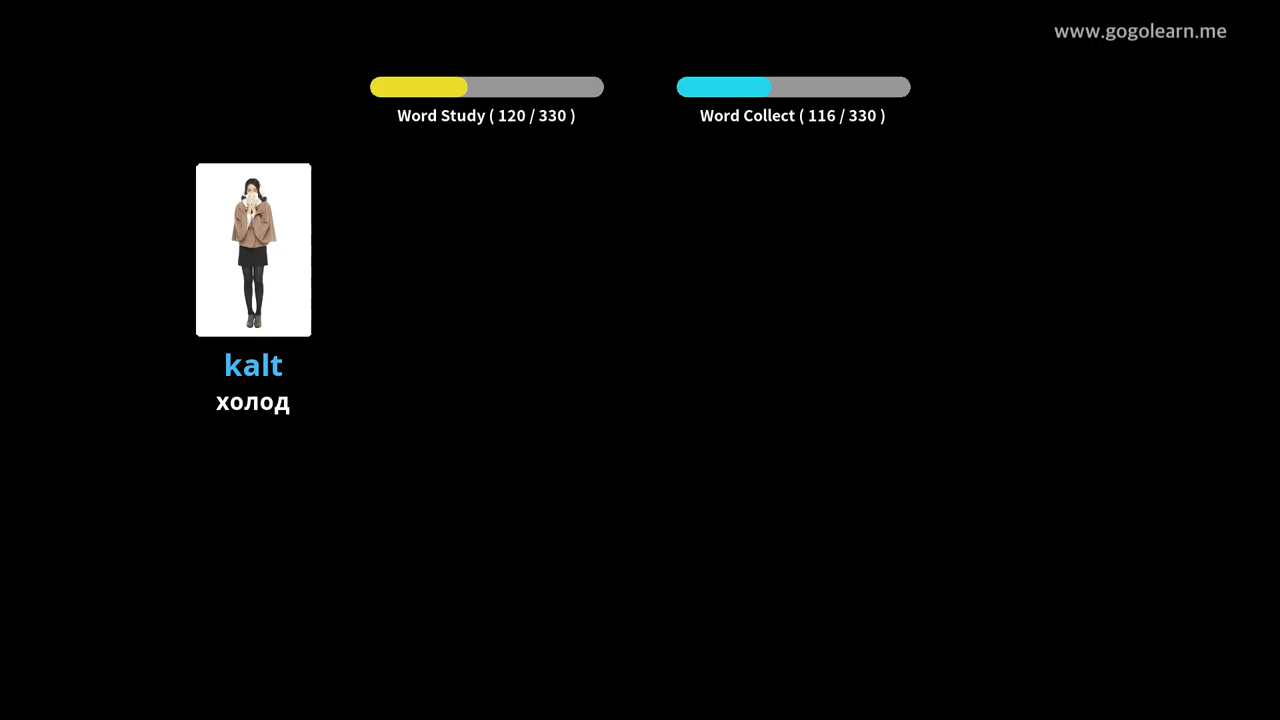 www.gogolearn.me
Word Study ( 120 / 330 )
Word Collect ( 116 / 330 )
kalt
холод